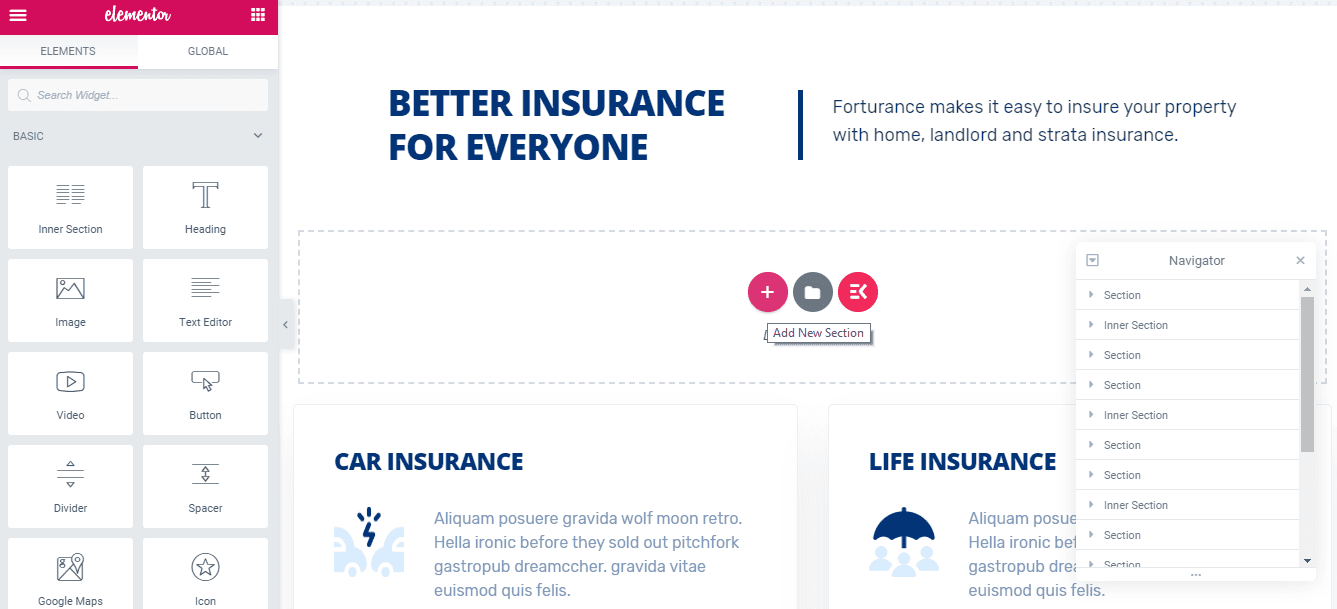 elementor
ELEMENTS
GLOBAL
Search Widget...
BASIC
Inner Section
Heading
Image
Text Editor
Video
Button
Divider
Spacer
Google Maps
Icon
BETTER INSURANCE
FOR EVERYONE
Forturance makes it easy to insure your property
with home, landlord and strata insurance.
Add New Section
Navigator
Section
Inner Section
Section
Section
Inner Section
Section
Section
Inner Section
Section
Section
CAR INSURANCE
Aliquam posuere gravida wolf moon retro.
Hella ironic before they sold out pitchfork
gastropub dreamccher. gravida vitae
euismod quis felis.
LIFE INSURANCE
Aliquam posue
Hella ironic bef
gastropub drea
euismod quis felis.